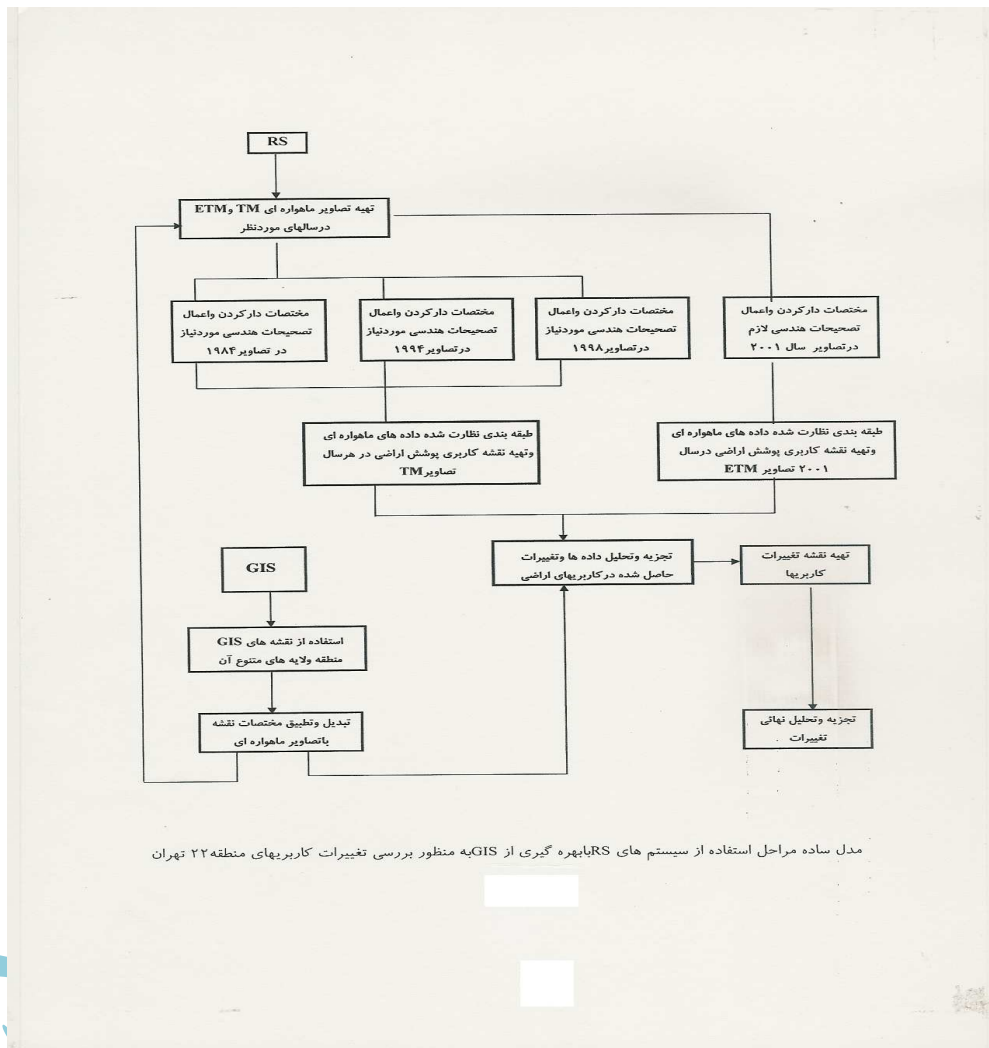 RS
تهیه تصاویر ماهواره ای TM وETM
درسالهای موردنظر
مختصات دارکردن واعمال
تصحیحات هندسی موردنیاز
در تصاویر ۱۹۸۴
مختصات دارکردن واعمال
تصحیحات هندسی موردنیاز
درتصاویر ۱۹۹۴
مختصات دارکردن واعمال
تصحیحات هندسی موردنیاز
درتصاویر ۱۹۹۸
مختصات دارکردن واعمال
تصحیحات هندسی لازم
درتصاویر سال ۲۰۰۱
طبقه بندی نظارت شده داده های ماهواره ای
وتهیه نقشه کاربری پوشش اراضی در هرسال
تصاویر TM
طبقه بندی نظارت شده داده های ماهواره ای
وتهیه نقشه کاربری پوشش اراضی درسال
۲۰۰۱ تصاویر ETM
تجزیه وتحلیل داده ها وتغییرات
حاصل شده درکاربریهای اراضی
تهیه نقشه تغییرات
کاربریها
GIS
استفاده از نقشه های GIS
منطقه ولایه های متنوع آن
تبدیل وتطبیق مختصات نقشه
باتصاویر ماهواره ای
تجزیه وتحلیل نهائی
تغییرات
مدل ساده مراحل استفاده از سیستم های RSبابهره گیری از GISبه منظور بررسی تغییرات کاربریهای منطقه۲۲ تهران